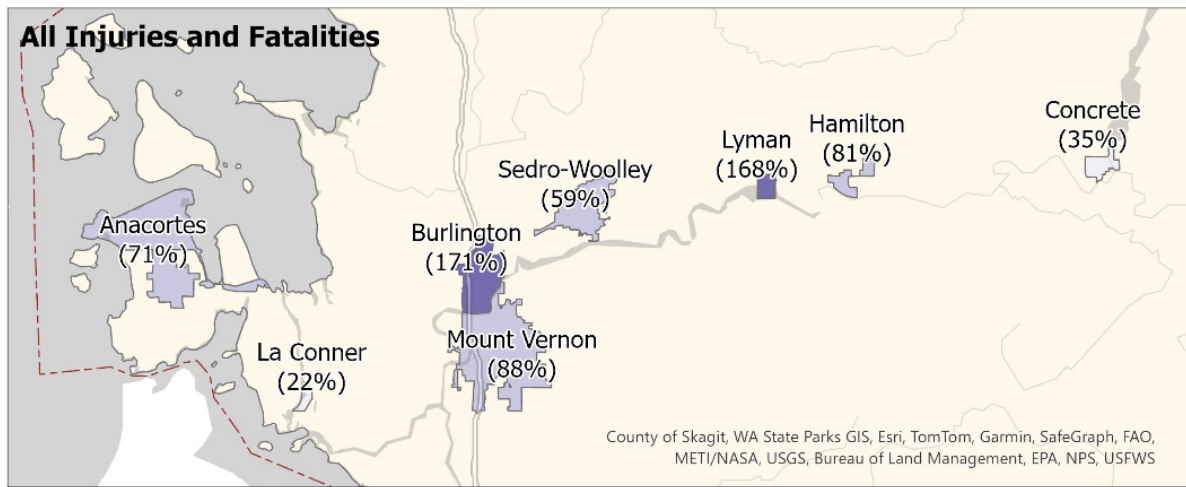 All Injuries and Fatalities
Concrete
(35%)
Hamilton
(81%)
Lyman
(168%)
Sedro-Woolley
(59%)
Anacortes
(71%)
Burlington
(171%)
Mount Vernon
(88%)
La Conner
(22%)
County of Skagit, WA State Parks GIS, Esri, TomTom, Garmin, SafeGraph, FAO,
METI/NASA, USGS, Bureau of Land Management, EPA, NPS, USFWS